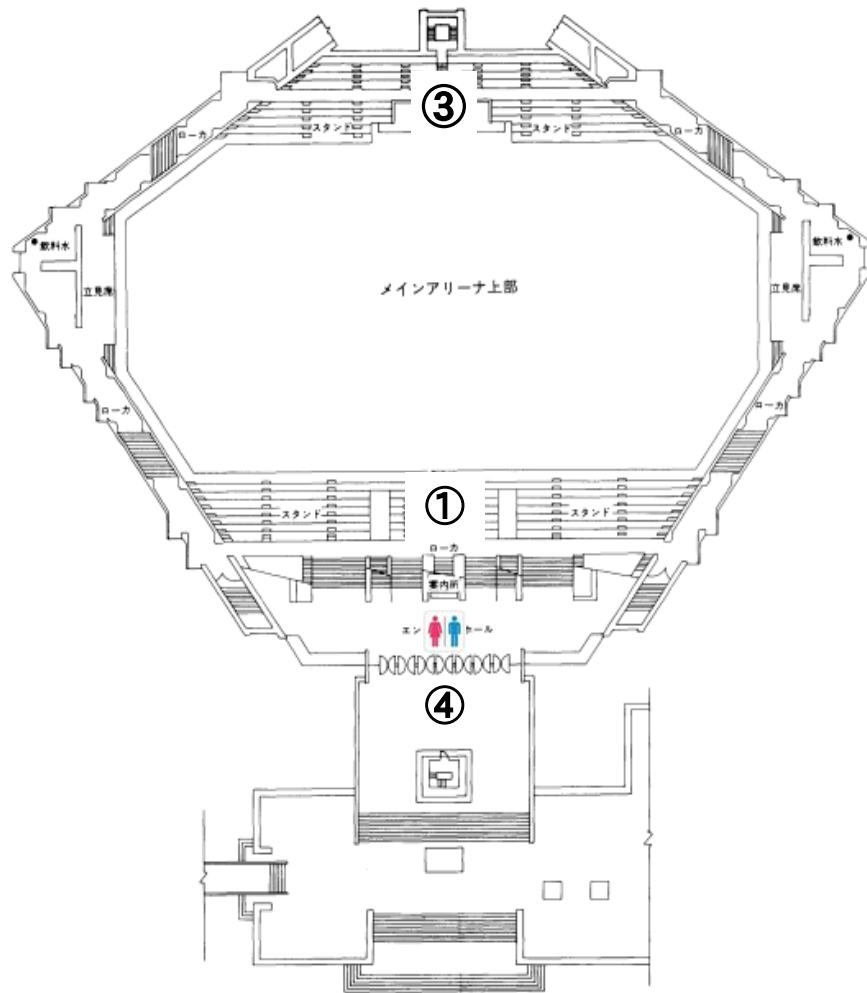 ③
ローカ
スタンド
スタンド
ローカ
飲料水
飲料水
立見席
メインアリーナ上部
立見席
ローカ
ローカ
スタンド
①
スタンド
ローカ
案内所
エン
ホール
④